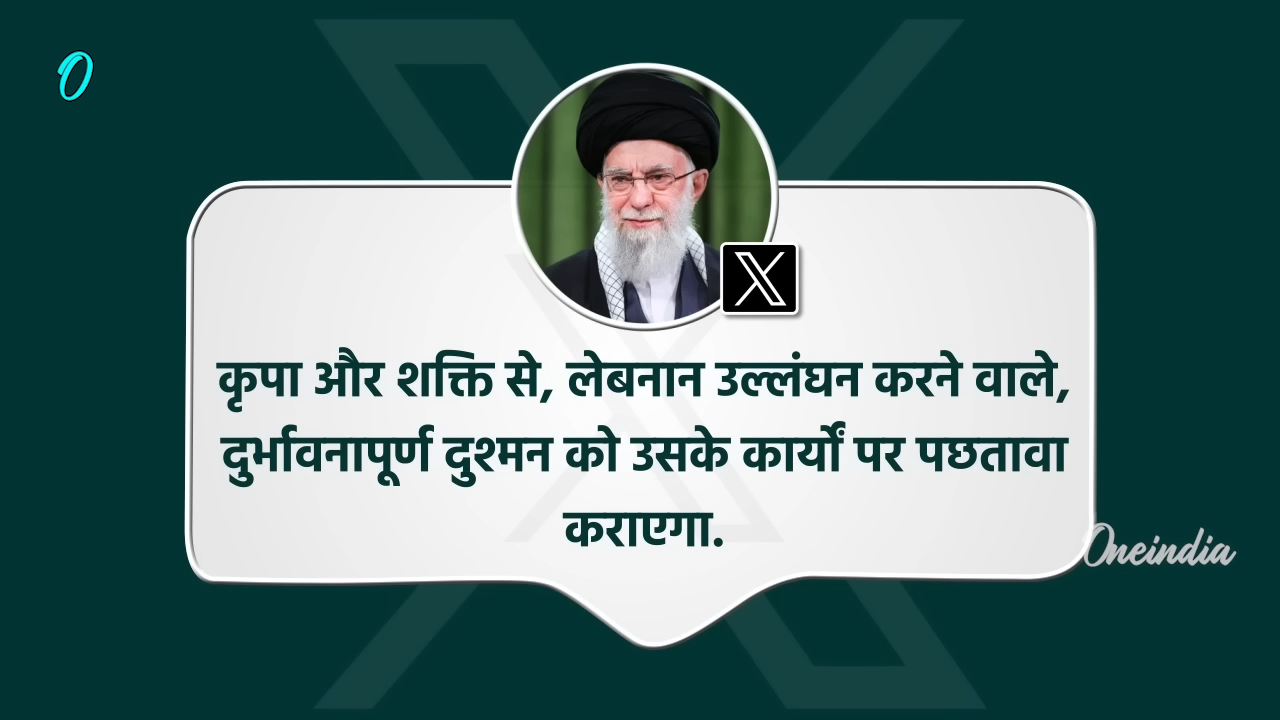 कृपा और शक्ति से, लेबनान उल्लंघन करने वाले,
दुर्भावनापूर्ण दुश्मन को उसके कार्यों पर पछतावा
कराएगा.
Oneindia